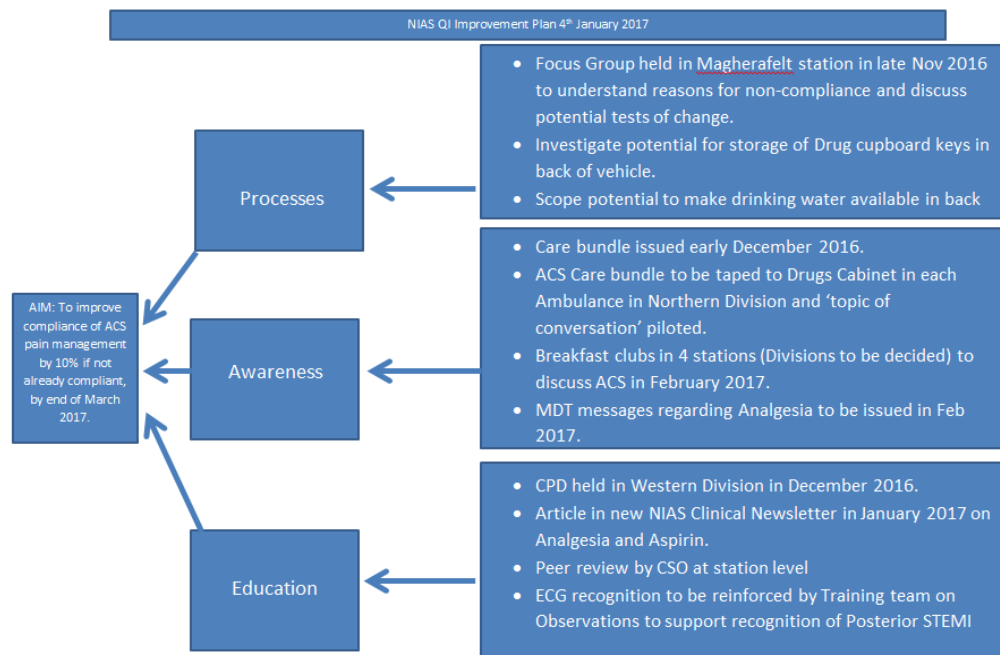 NIAS QI Improvement Plan 4th January 2017
• Focus Group held in Magherafelt station in late Nov 2016
to understand reasons for non-compliance and discuss
potential tests of change.
• Investigate potential for storage of Drug cupboard keys in
back of vehicle.
• Scope potential to make drinking water available in back
Processes
• Care bundle issued early December 2016.
• ACS Care bundle to be taped to Drugs Cabinet in each
Ambulance in Northern Division and ‘topic of
conversation’ piloted.
• Breakfast clubs in 4 stations (Divisions to be decided) to
discuss ACS in February 2017.
• MDT messages regarding Analgesia to be issued in Feb
2017.
AIM: To improve
compliance of ACS
pain management
by 10% if not
already compliant,
by end of March
2017.
Awareness
• CPD held in Western Division in December 2016.
• Article in new NIAS Clinical Newsletter in January 2017 on
Analgesia and Aspirin.
• Peer review by CSO at station level
• ECG recognition to be reinforced by Training team on
Observations to support recognition of Posterior STEMI
Education